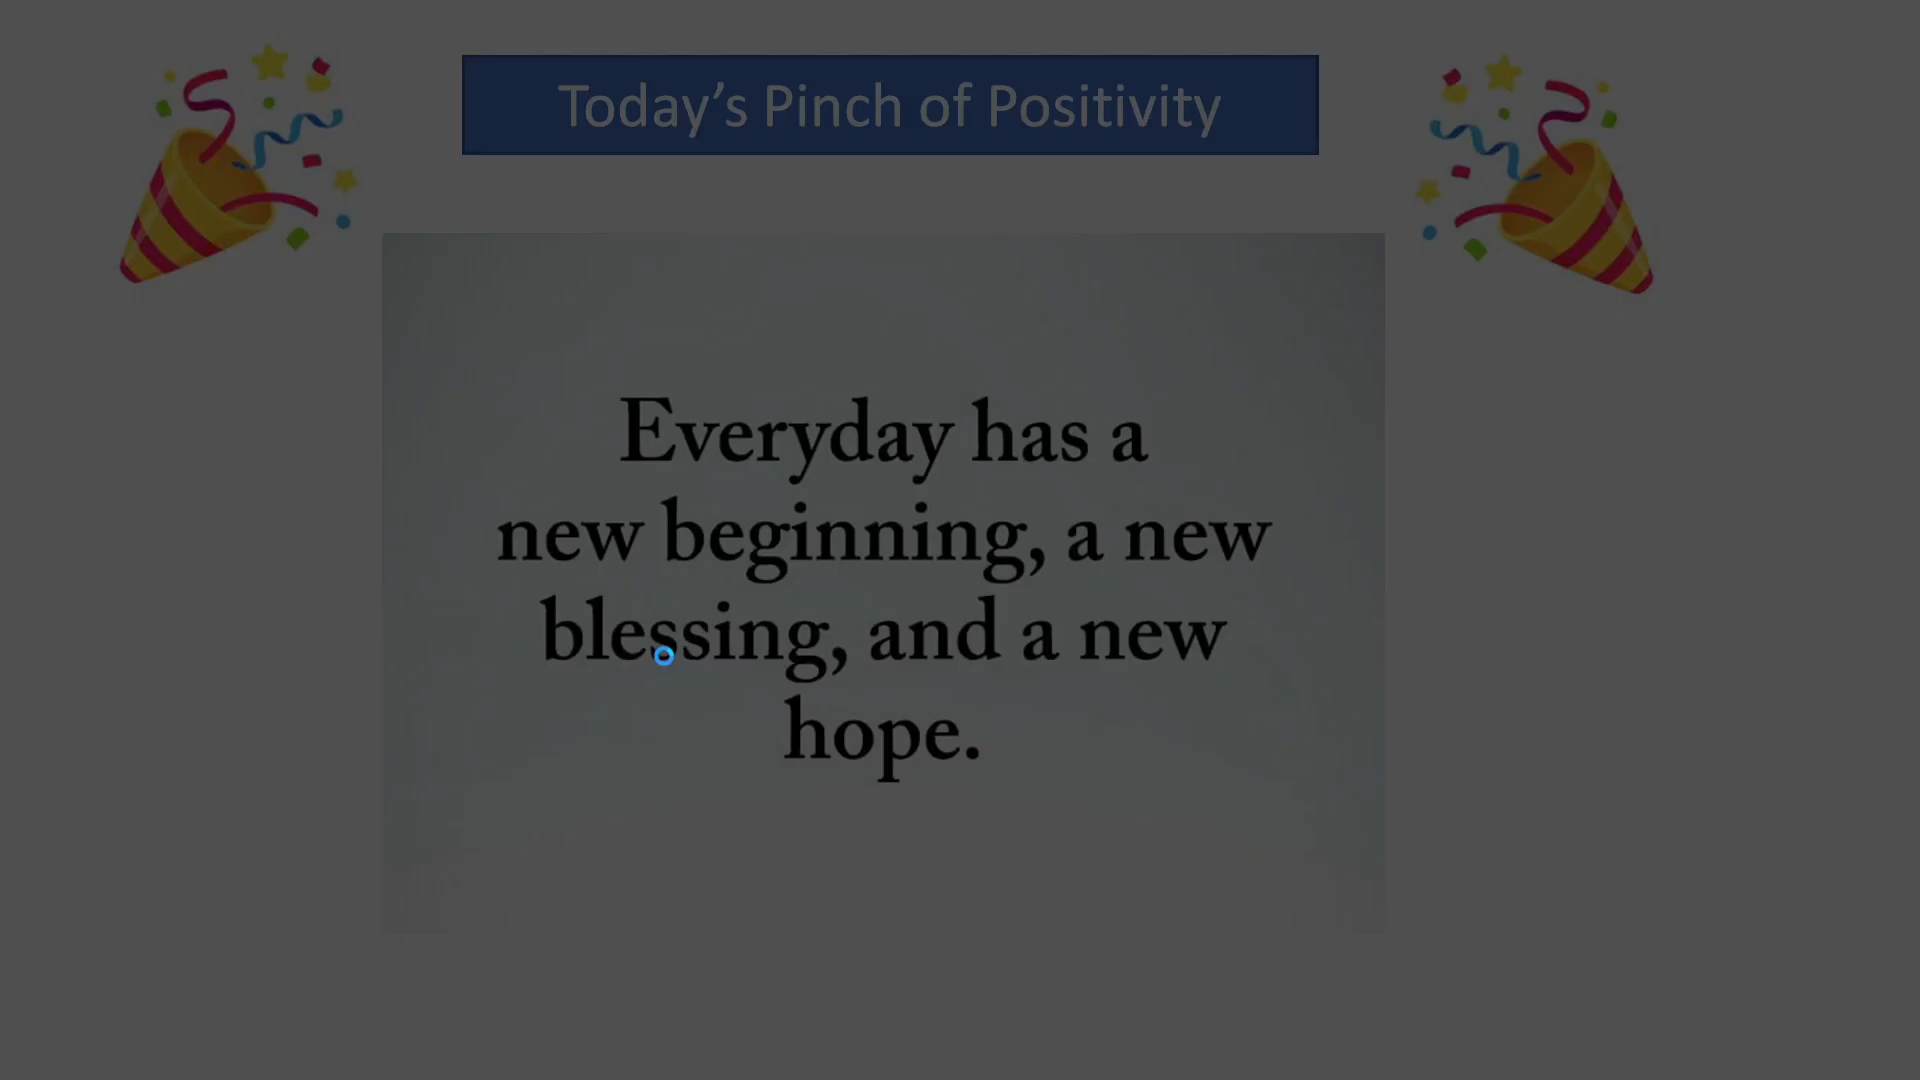 Today’s Pinch of Positivity
Everyday has a
new beginning, a new
blessing, and a new
hope.